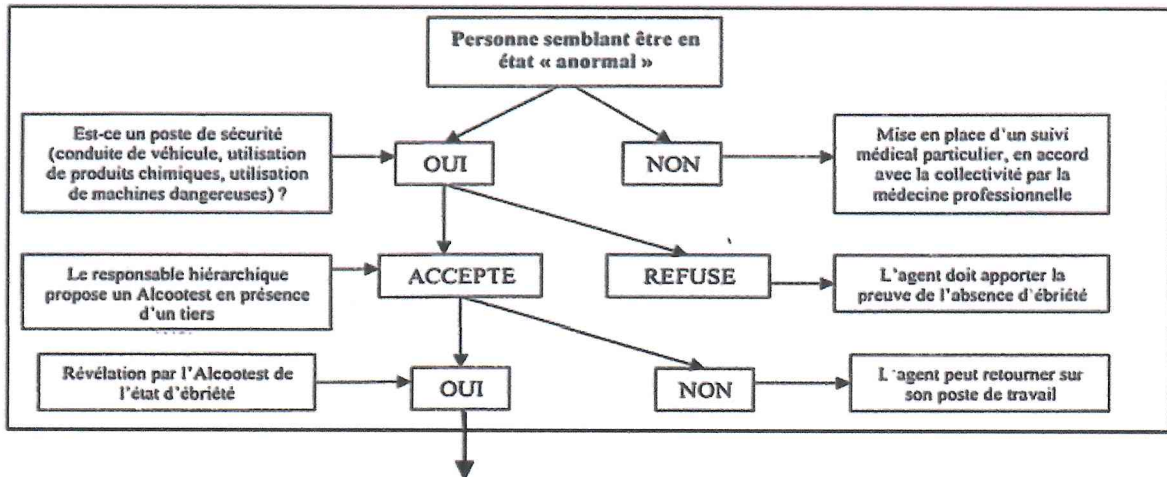 Personne semblant être en
état « anormal »
Est-ce un poste de sécurité
(conduite de véhicule, utilisation
de produits chimiques, utilisation
de machines dangereuses) ?
OUI
NON
Mise en place d'un suivi
médical particulier, en accord
avec la collectivité par la
médecine professionnelle
Le responsable hiérarchique
propose un Alcootest en présence
d'un tiers
ACCEPTE
REFUSE
L'agent doit apporter la
preuve de l'absence d'ébriété
Révélation par l'Alcootest de
l'état d'ébriété
OUI
NON
L'agent peut retourner sur
son poste de travail